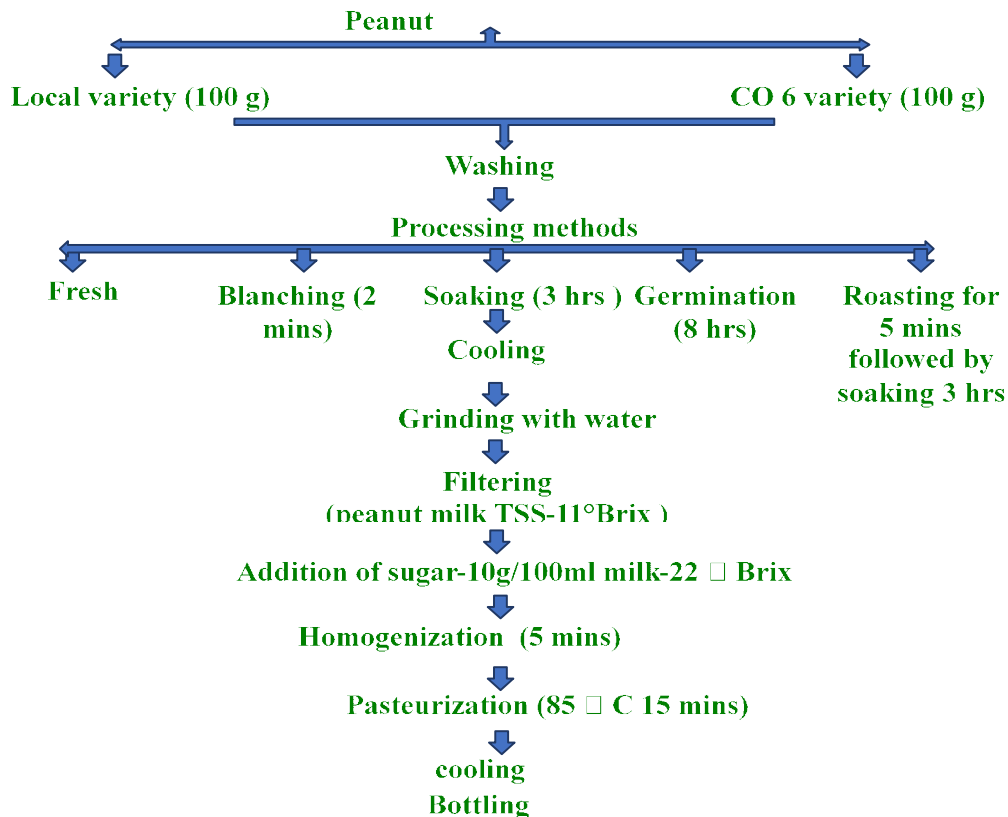 Peanut
Local variety (100 g)
CO 6 variety (100 g)
Washing
Processing methods
Fresh
Blanching (2
mins)
Soaking (3 hrs )
Germination
(8 hrs)
Roasting for
5 mins
followed by
soaking 3 hrs
Cooling
Grinding with water
Filtering
(peanut milk TSS-11°Brix )
Addition of sugar-10g/100ml milk-22 □ Brix
Homogenization (5 mins)
Pasteurization (85 □ C 15 mins)
cooling
Bottling